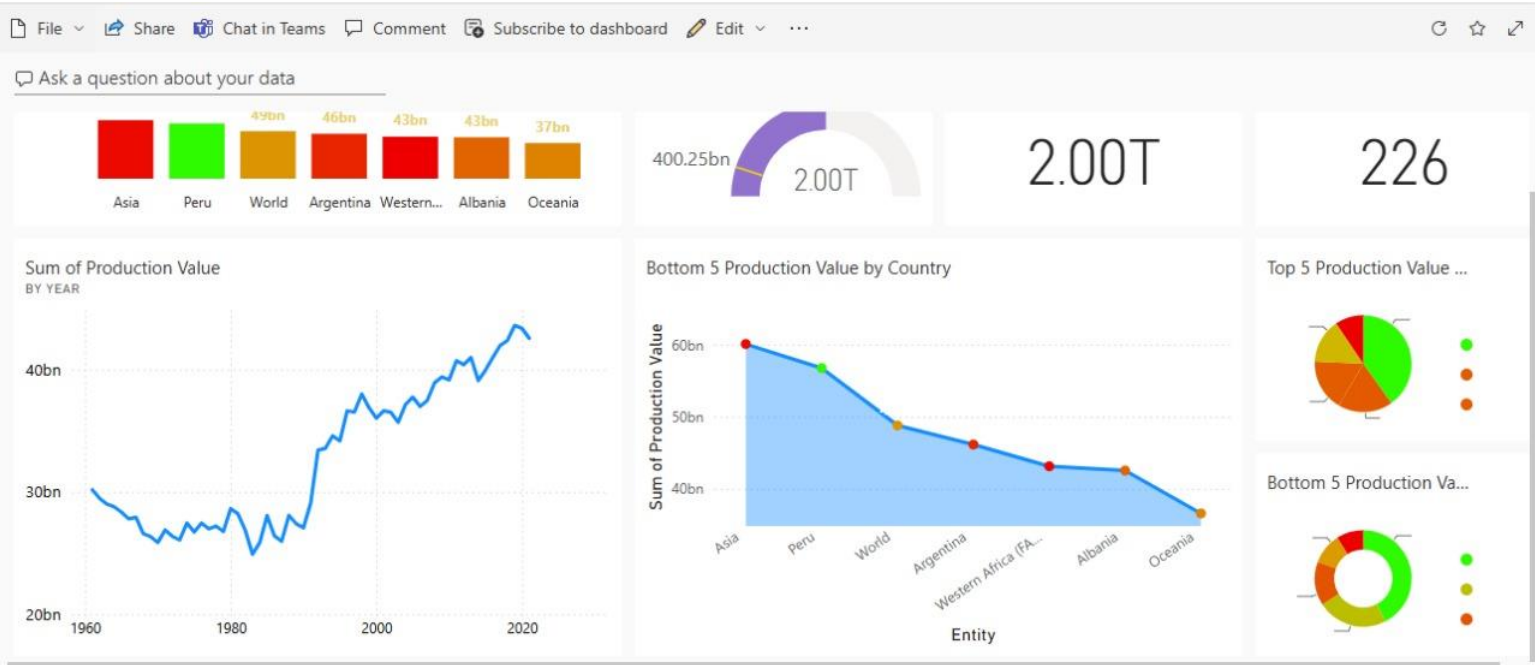 File Share Chat in Teams Comment Subscribe to dashboard Edit ...
Ask a question about your data
49bn 46bn 43bn 43bn 37bn
Asia Peru World Argentina Western... Albania Oceania
400.25bn
2.00T
2.00T
226
Sum of Production Value
BY YEAR
40bn
30bn
20bn
1960 1980 2000 2020
Bottom 5 Production Value by Country
Sum of Production Value
60bn
50bn
40bn
Asia Peru World Argentina Western Africa (FA... Albania Oceania
Entity
Top 5 Production Value ...
Bottom 5 Production Va...